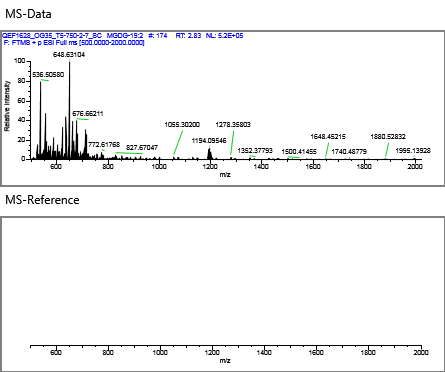 MS-Data
QEF1628_OG35_T5-750-2-7_BC MGDG-19:2 #: 174 RT: 2.83 NL: 5.2E+05
F: FTMS + p ESI Full ms [500.0000-2000.0000]
648.63104
100
536.50580
80
60
676.66211
1055.30200
1278.35803
40
1648.45215
1880.52832
772.61768
827.67047
1194.09546
20
1352.37793
1500.41455
1740.48779
1995.13928
0
Relative Intensity
600 800 1000 1200 1400 1600 1800 2000
m/z
MS-Reference
600 800 1000 1200 1400 1600 1800 2000
m/z